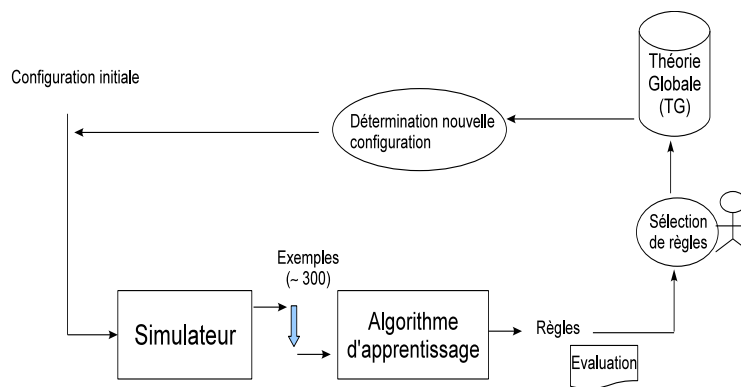 Configuration initiale
Théorie
Globale
(TG)
Détermination nouvelle
configuration
Sélection
de règles
Exemples
(~ 300)
Simulateur
Algorithme
d'apprentissage
Règles
Evaluation